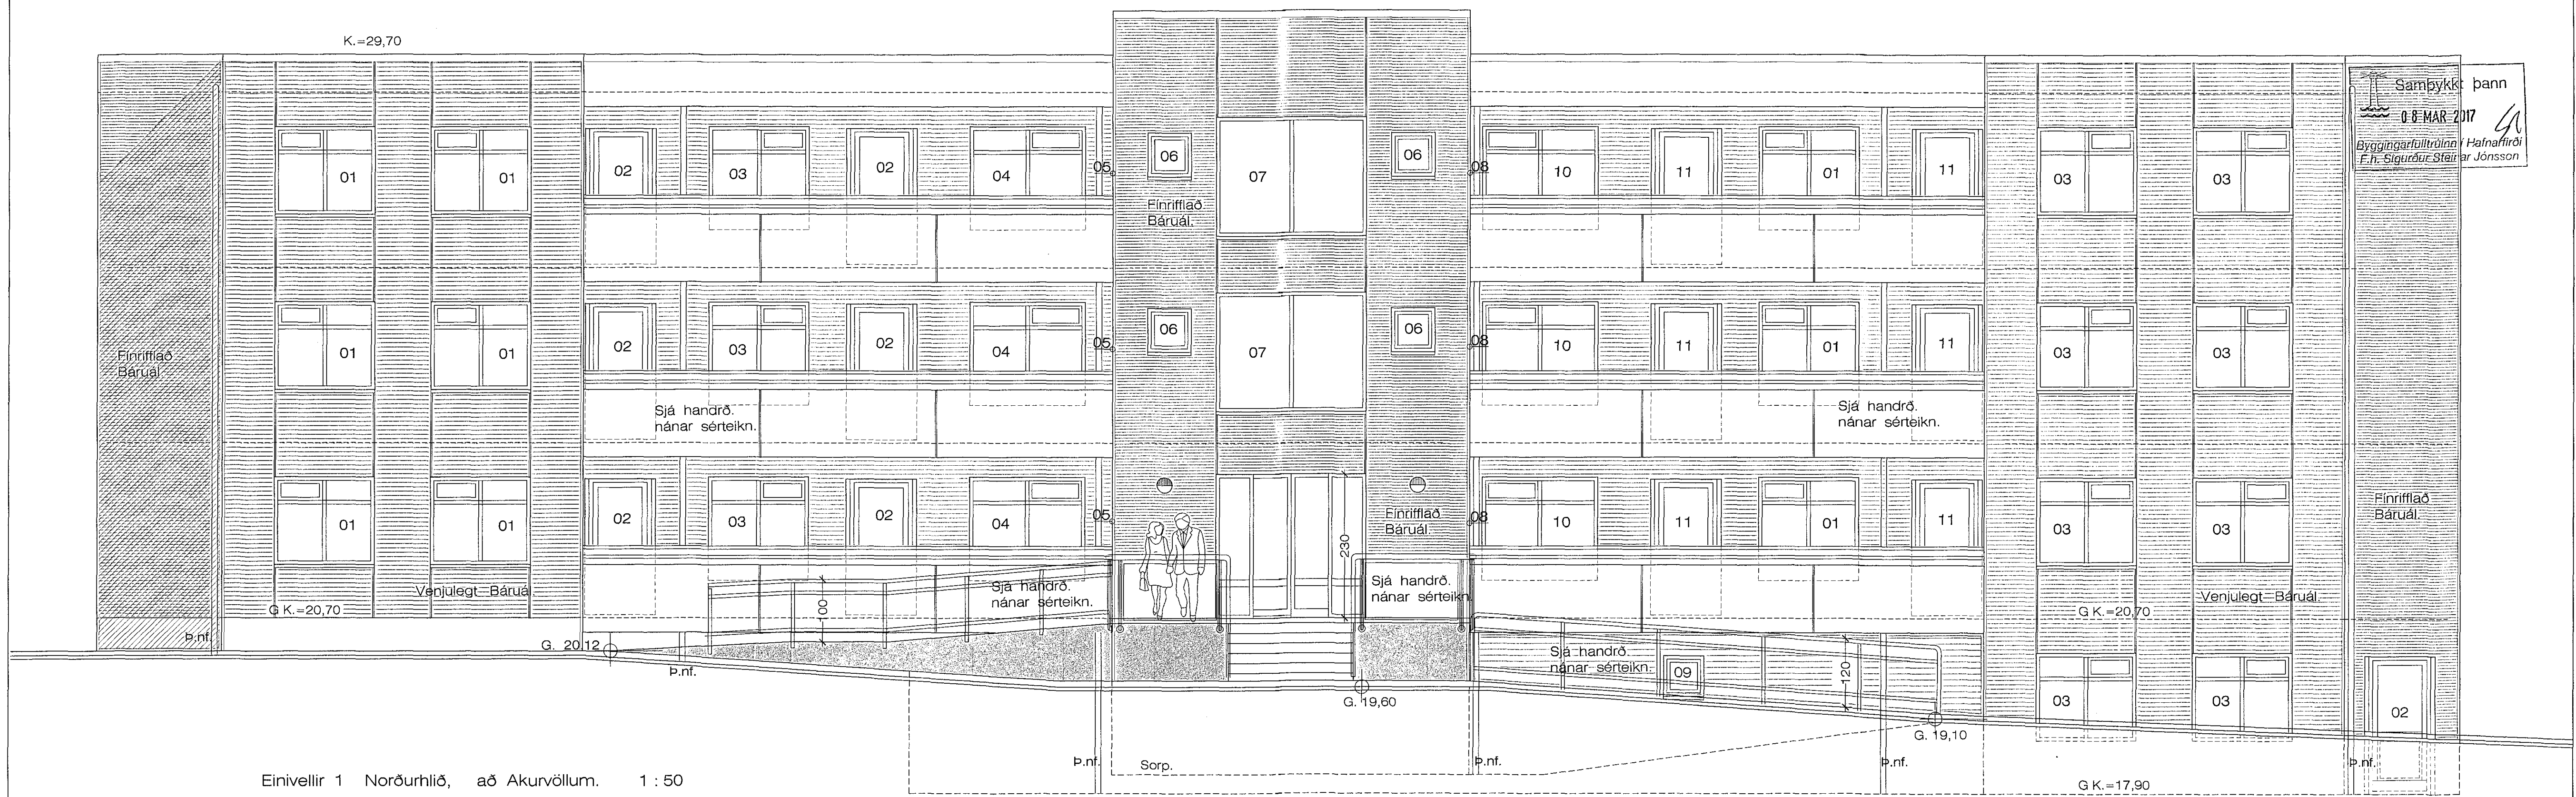 K.=29,70
Samþykkt þann
08 MAR 2017
Byggingarfulltrúinn í Hafnarfirði
F.h. Sigurður Steinar Jónsson
01 01 02 03 02 04 05 06 07 06 08 10 11 01 11 03 03
Fínrifflað
Báruál.
01 01 02 03 02 04 05 06 07 06 08 10 11 01 11 03 03
Fínrifflað
Báruál.
Sjá handrð.
nánar sérteikn.
Sjá handrð.
nánar sérteikn.
01 01 02 03 02 04 05 08 10 11 01 11 03 03
Fínrifflað
Báruál.
230
Fínrifflað
Báruál.
Venjulegt Báruál.
G K.=20,70
Þ.nf.
100
Sjá handrð.
nánar sérteikn.
Sjá handrð.
nánar sérteikn.
G K.=20,70
Venjulegt Báruál.
G. 20,12
Þ.nf.
Sjá handrð.
nánar sérteikn.
09
120
03 03 02
G. 19,60
G. 19,10
Þ.nf.
Sorp.
Þ.nf.
Þ.nf.
Þ.nf.
Einivellir 1 Norðurhlið, að Akurvöllum. 1 : 50
G K.=17,90